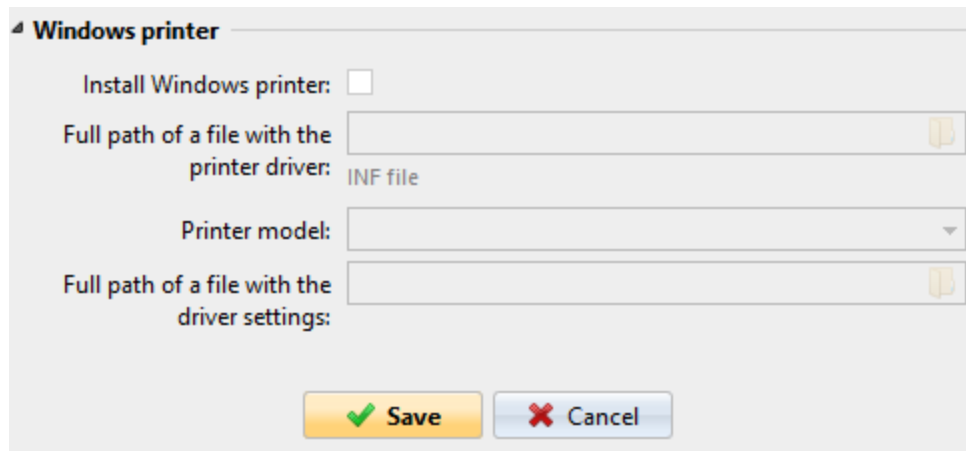 Windows printer
Install Windows printer:
Full path of a file with the
printer driver:
INF file
Printer model:
Full path of a file with the
driver settings:
Save
Cancel